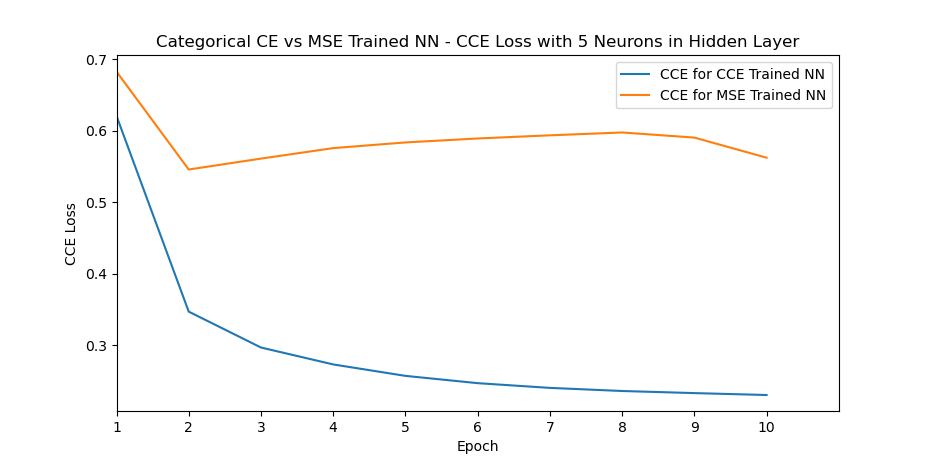 Categorical CE vs MSE Trained NN - CCE Loss with 5 Neurons in Hidden Layer
CCE for CCE Trained NN
CCE for MSE Trained NN
CCE Loss
0.7
0.6
0.5
0.4
0.3
1 2 3 4 5 6 7 8 9 10
Epoch